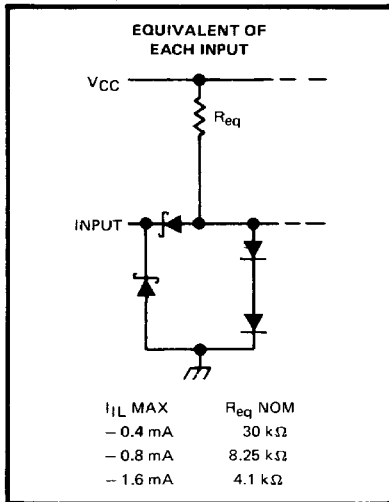 EQUIVALENT OF
EACH INPUT
VCC
Req
INPUT
IIL MAX Req NOM
– 0.4 mA 30 kΩ
– 0.8 mA 8.25 kΩ
– 1.6 mA 4.1 kΩ